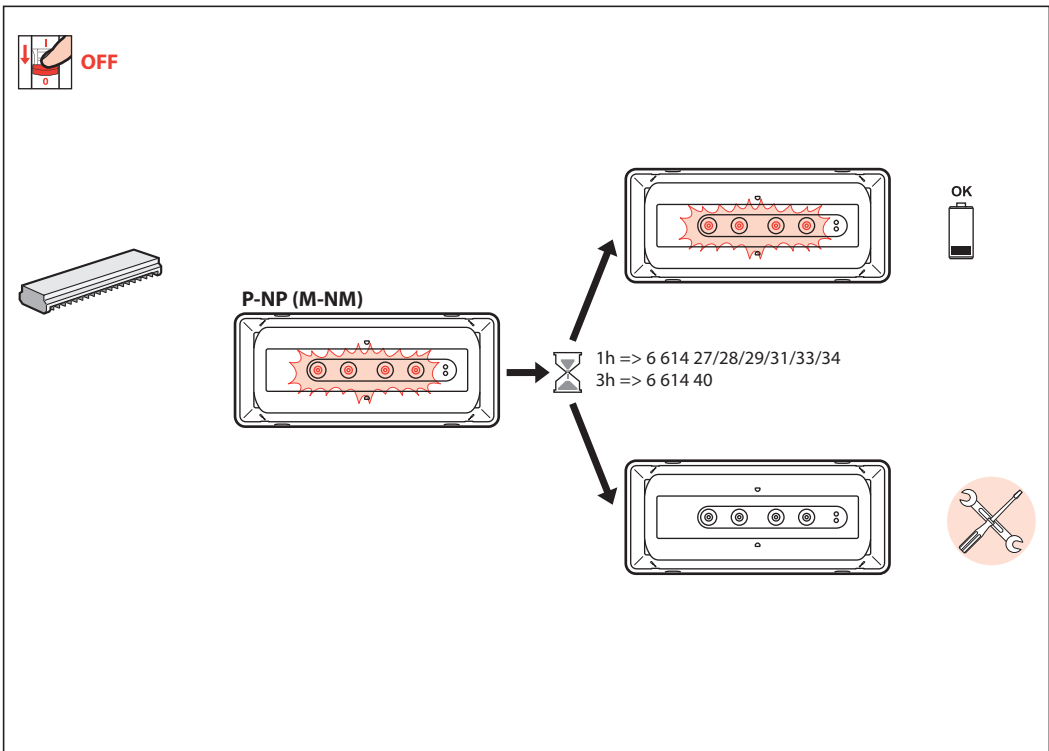 I
0
OFF
OK
P-NP (M-NM)
1h => 6 614 27/28/29/31/33/34
3h => 6 614 40